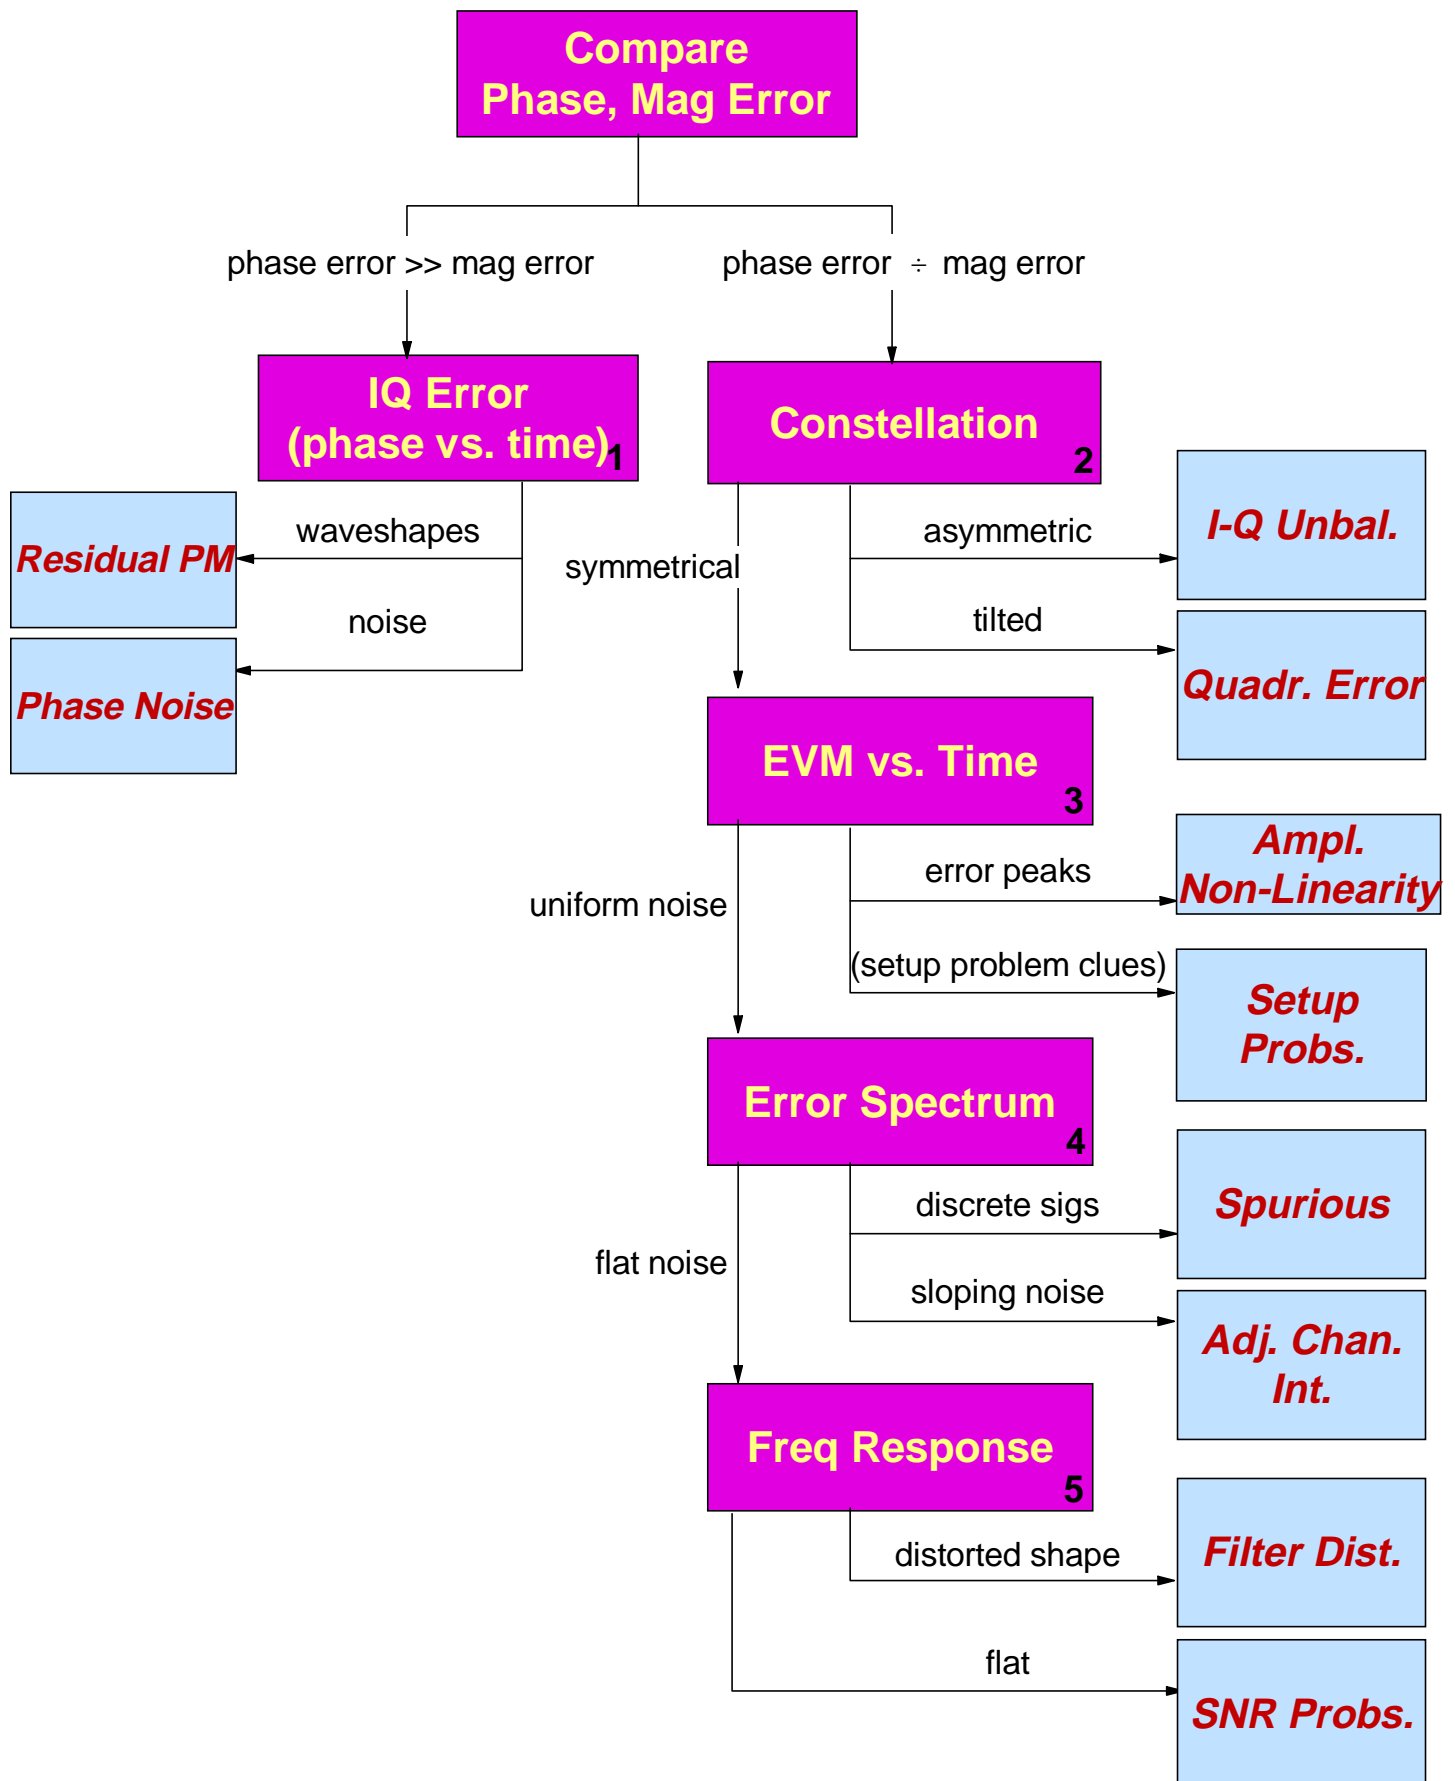 Compare
Phase, Mag Error
phase error >> mag error
phase error ÷ mag error
IQ Error
(phase vs. time)
1
Constellation
2
waveshapes
Residual PM
noise
Phase Noise
symmetrical
asymmetric
I-Q Unbal.
tilted
Quadr. Error
EVM vs. Time
3
uniform noise
error peaks
Ampl.
Non-Linearity
(setup problem clues)
Setup
Probs.
Error Spectrum
4
flat noise
discrete sigs
Spurious
sloping noise
Adj. Chan.
Int.
Freq Response
5
distorted shape
Filter Dist.
flat
SNR Probs.